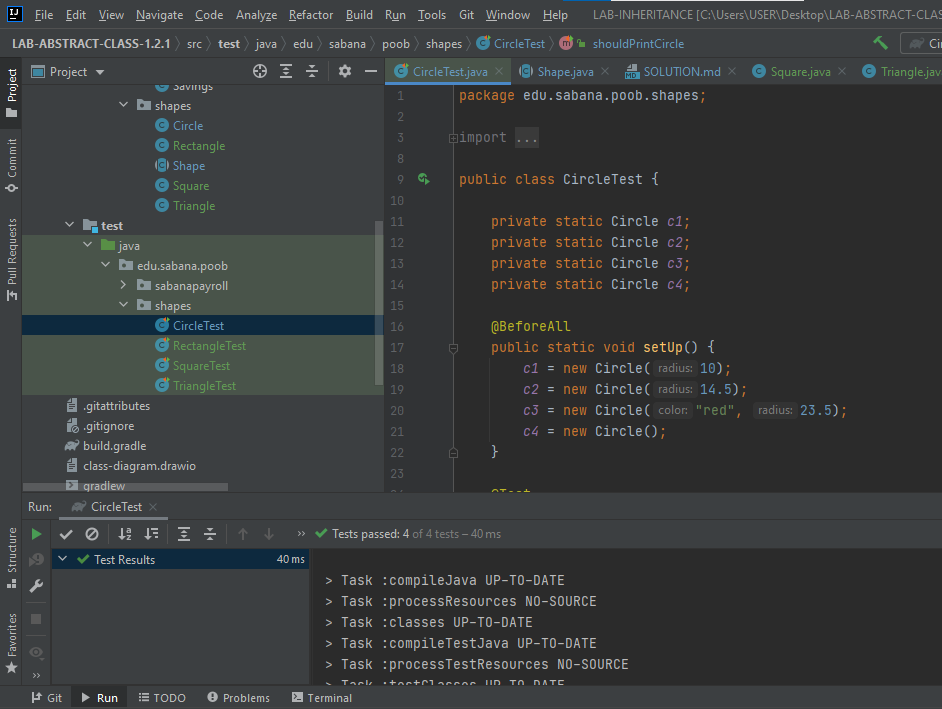 File Edit View Navigate Code Analyze Refactor Build Run Tools Git Window Help LAB-INHERITANCE [C:\Users\USER\Desktop\LAB-ABSTRACT-CLAS
LAB-ABSTRACT-CLASS-1.2.1 src test java edu sabana poob shapes CircleTest shouldPrintCircle Ci
Project
CircleTest.java Shape.java SOLUTION.md Square.java Triangle.jav
Project
Commit
Pull Requests
Savings
shapes
Circle
Rectangle
Shape
Square
Triangle
test
java
edu.sabana.poob
sabanapayroll
shapes
CircleTest
RectangleTest
SquareTest
TriangleTest
.gitattributes
.gitignore
build.gradle
class-diagram.drawio
gradlew
1 package edu.sabana.poob.shapes;
2
3 import ...
8
9 public class CircleTest {
10
11 private static Circle c1;
12 private static Circle c2;
13 private static Circle c3;
14 private static Circle c4;
15
16 @BeforeAll
17 public static void setUp() {
18 c1 = new Circle( radius: 10);
19 c2 = new Circle( radius: 14.5);
20 c3 = new Circle( color: "red", radius: 23.5);
21 c4 = new Circle();
22 }
23
24 @Test
Run: CircleTest
» Tests passed: 4 of 4 tests – 40 ms
Test Results 40 ms
> Task :compileJava UP-TO-DATE
> Task :processResources NO-SOURCE
> Task :classes UP-TO-DATE
> Task :compileTestJava UP-TO-DATE
> Task :processTestResources NO-SOURCE
> Task :testClasses UP-TO-DATE
Structure
Favorites
»
Git Run TODO Problems Terminal